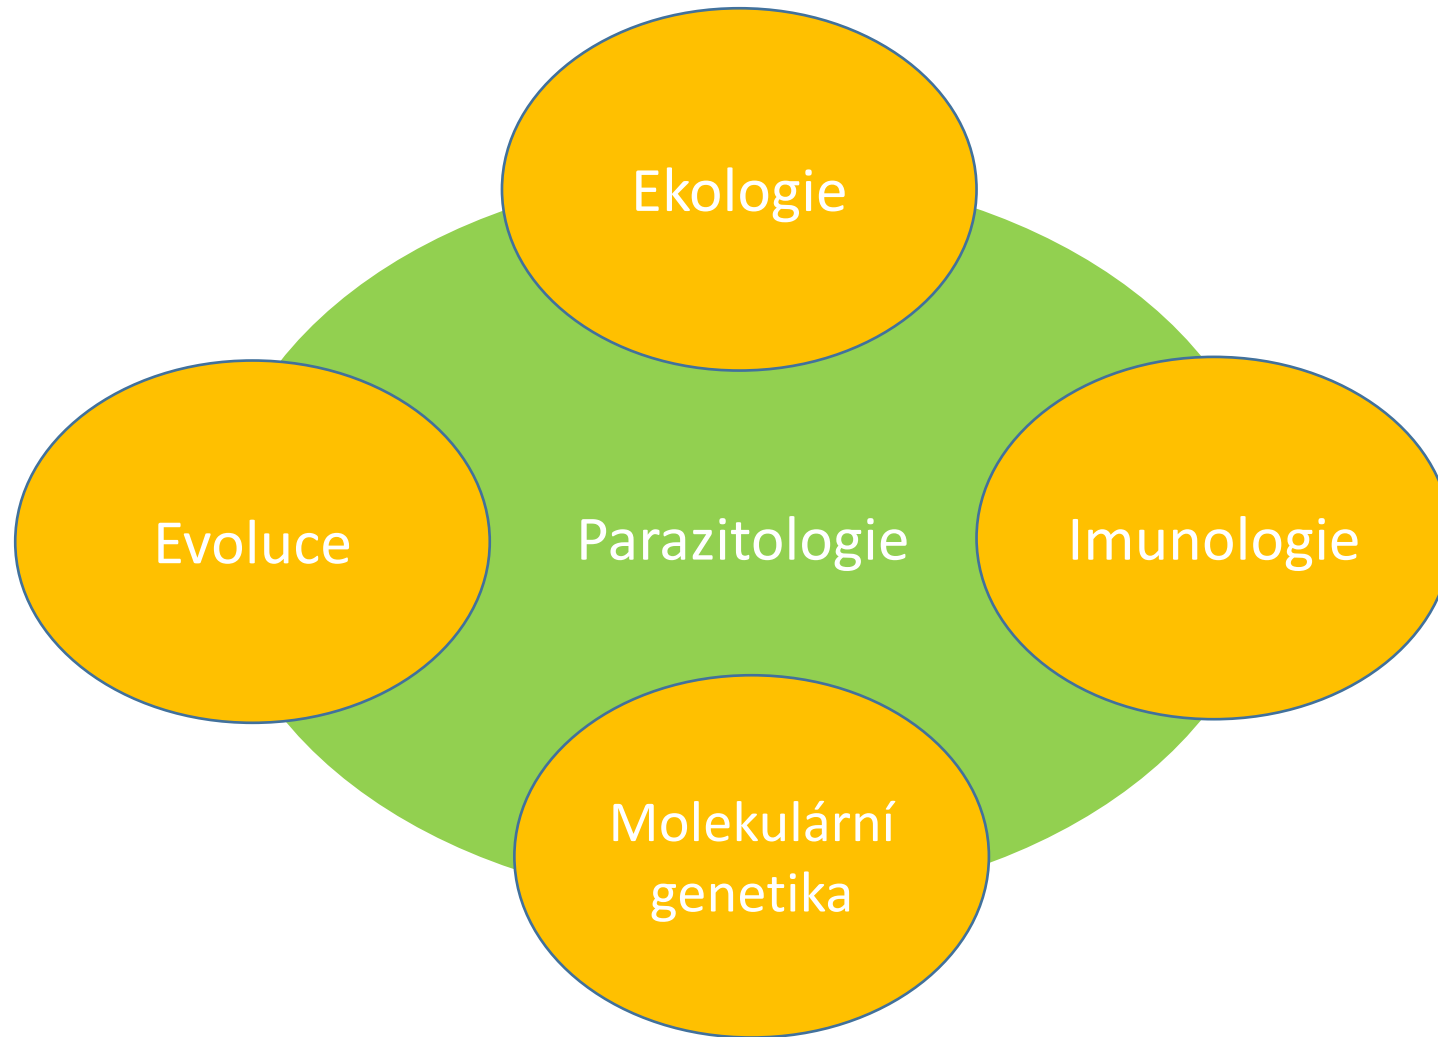 Ekologie
Evoluce
Parazitologie
Imunologie
Molekulární
genetika